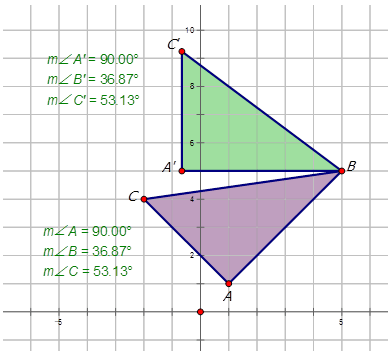 10
C'
m∠A' = 90.00°
m∠B' = 36.87°
8
m∠C' = 53.13°
6
A'
B
C
4
m∠A = 90.00°
m∠B = 36.87°
2
m∠C = 53.13°
A
-5
5